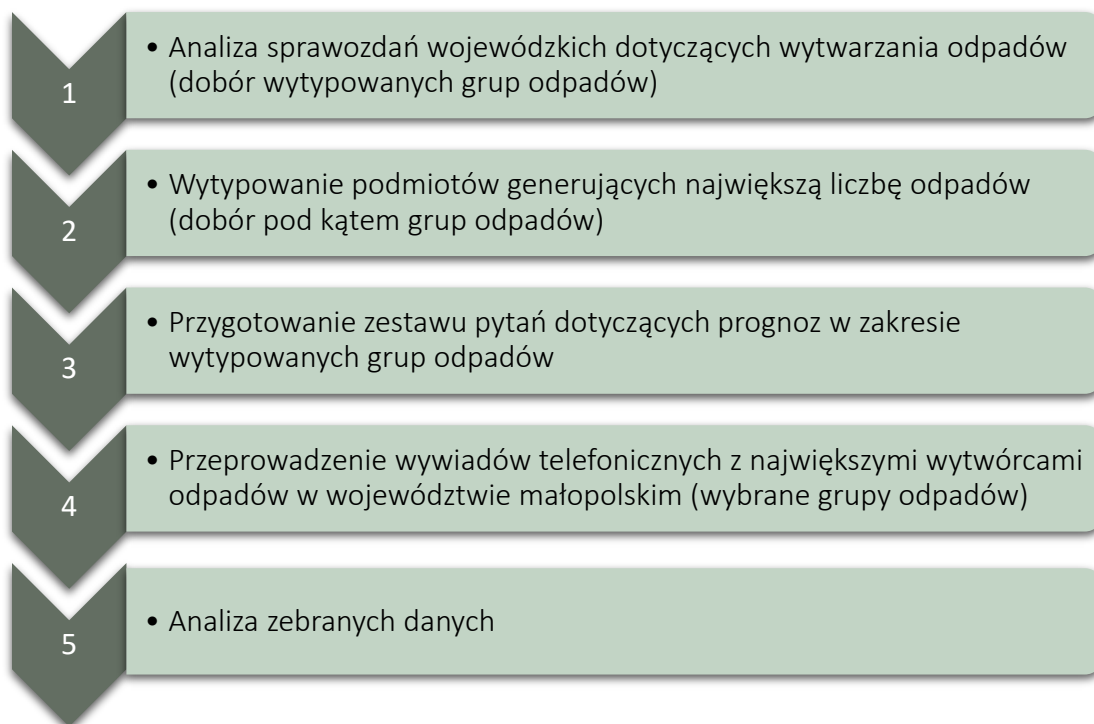 1
• Analiza sprawozdań wojewódzkich dotyczących wytwarzania odpadów
(dobór wytypowanych grup odpadów)
2
• Wytypowanie podmiotów generujących największą liczbę odpadów
(dobór pod kątem grup odpadów)
3
• Przygotowanie zestawu pytań dotyczących prognoz w zakresie
wytypowanych grup odpadów
4
• Przeprowadzenie wywiadów telefonicznych z największymi wytwórcami
odpadów w województwie małopolskim (wybrane grupy odpadów)
5
• Analiza zebranych danych